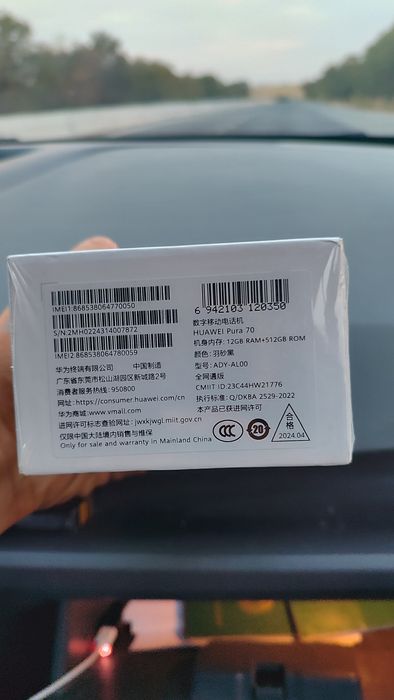 IMEI1:868538064770050
S/N:2MH0224314007872
IMEI2:868538064780059
华为终端有限公司 中国制造
广东省东莞市松山湖园区新城路2号
消费者服务热线:950800
网址:https://consumer.huawei.com/cn
华为商城:www.vmall.com
进网许可标志查验网址:jwxkjwgl.miit.gov.cn
仅限中国大陆境内销售与维保
Only for sale and warranty in Mainland China
6 942103 120350
数字移动电话机
HUAWEI Pura 70
机身内存:12GB RAM+512GB ROM
颜色:羽砂黑
型号:ADY-AL00
全网通版
CMIIT ID:23C44HW21776
执行标准:Q/DKBA 2529-2022
本产品已获进网许可
CCC
20
合格
2024.04